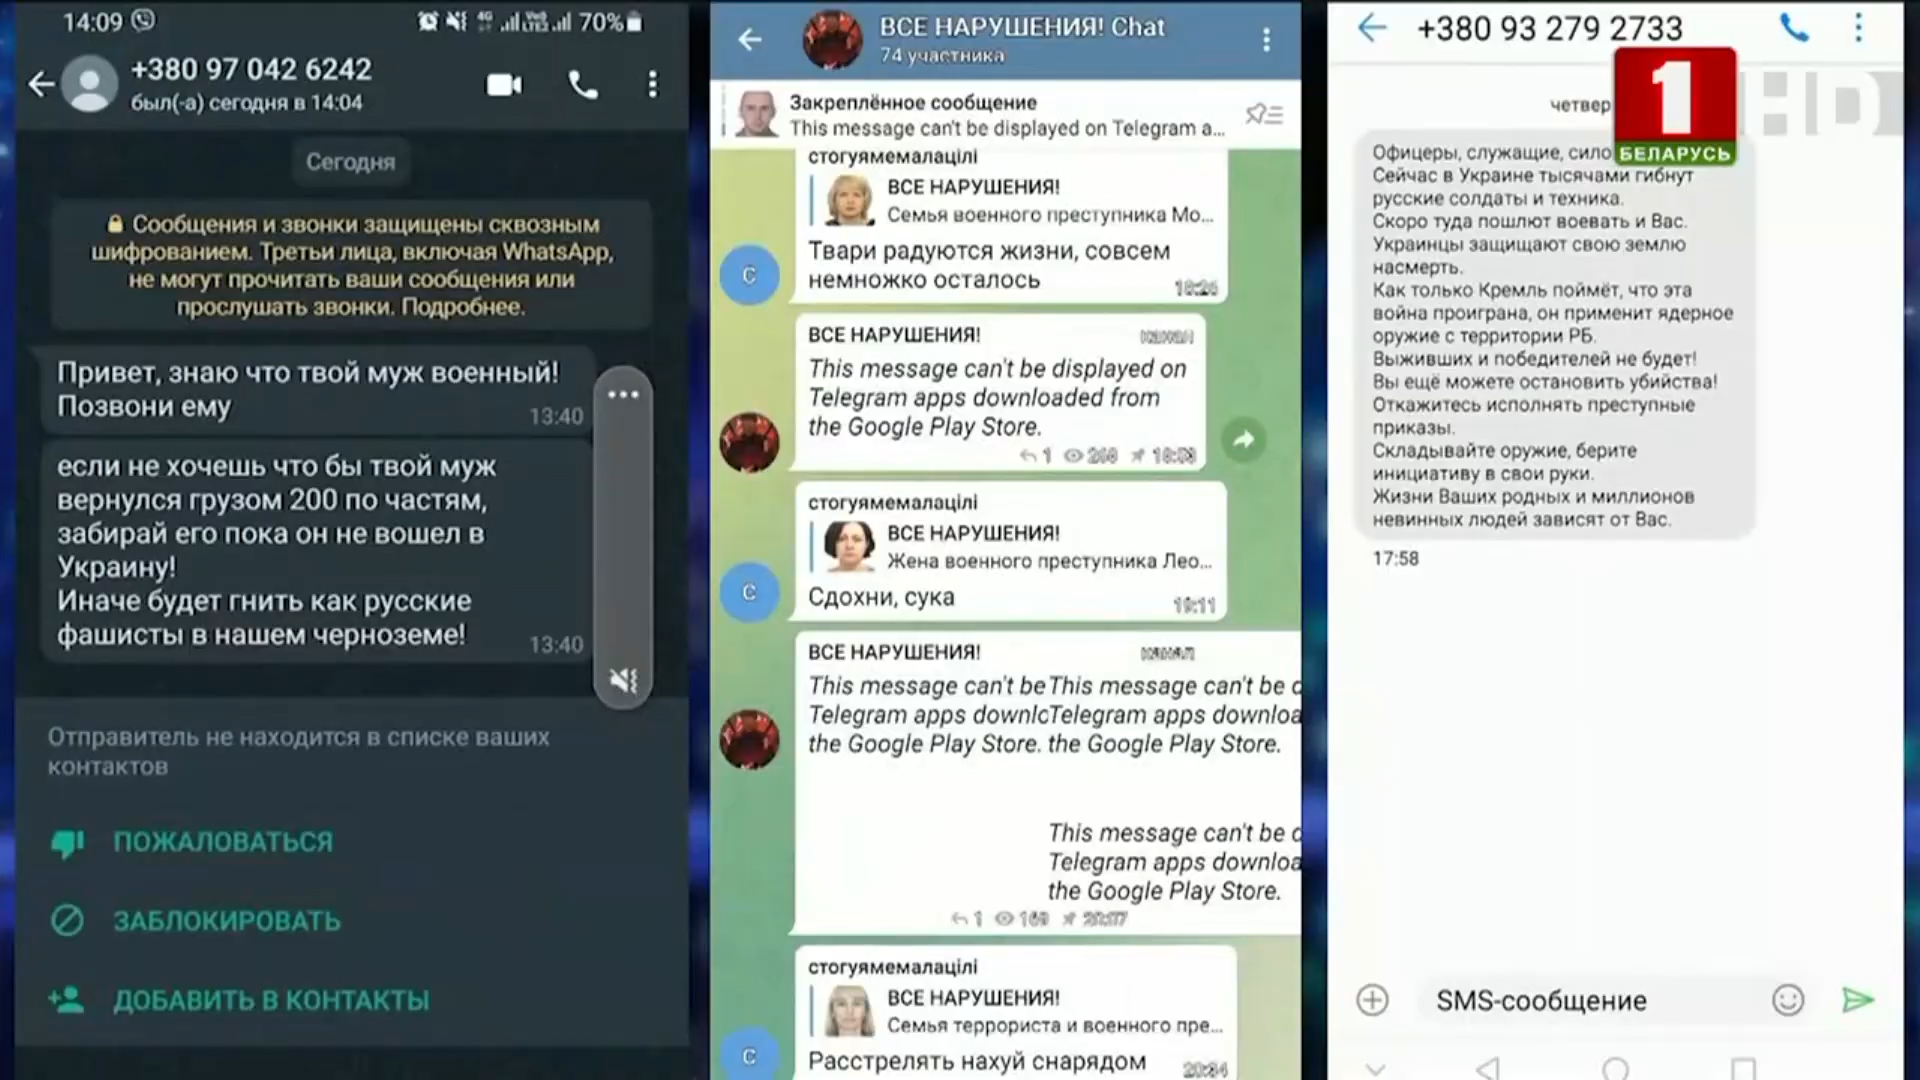 14:09
4G
70%
+380 97 042 6242
был(-а) сегодня в 14:04
Сегодня
Сообщения и звонки защищены сквозным
шифрованием. Третьи лица, включая WhatsApp,
не могут прочитать ваши сообщения или
прослушать звонки. Подробнее.
Привет, знаю что твой муж военный!
Позвони ему
13:40
если не хочешь что бы твой муж
вернулся грузом 200 по частям,
забирай его пока он не вошел в
Украину!
Иначе будет гнить как русские
фашисты в нашем черноземе!
13:40
Отправитель не находится в списке ваших
контактов
ПОЖАЛОВАТЬСЯ
ЗАБЛОКИРОВАТЬ
ДОБАВИТЬ В КОНТАКТЫ
ВСЕ НАРУШЕНИЯ! Chat
74 участника
Закреплённое сообщение
This message can't be displayed on Telegram a...
стогуямемалацілі
ВСЕ НАРУШЕНИЯ!
Семья военного преступника Мо...
С
Твари радуются жизни, совсем
немножко осталось
ВСЕ НАРУШЕНИЯ!
канал
This message can't be displayed on
Telegram apps downloaded from
the Google Play Store.
1
стогуямемалацілі
ВСЕ НАРУШЕНИЯ!
Жена военного преступника Лео...
С
Сдохни, сука
19:11
ВСЕ НАРУШЕНИЯ!
канал
This message can't be This message can't be d
Telegram apps downlc Telegram apps downloa
the Google Play Store. the Google Play Store.
This message can't be d
Telegram apps downloa
the Google Play Store.
1
стогуямемалацілі
ВСЕ НАРУШЕНИЯ!
Семья террориста и военного пре...
С
Расстрелять нахуй снарядом
+380 93 279 2733
1 HD
БЕЛАРУСЬ
четвер
Офицеры, служащие, сило
Сейчас в Украине тысячами гибнут
русские солдаты и техника.
Скоро туда пошлют воевать и Вас.
Украинцы защищают свою землю
насмерть.
Как только Кремль поймёт, что эта
война проиграна, он применит ядерное
оружие с территории РБ.
Выживших и победителей не будет!
Вы ещё можете остановить убийства!
Откажитесь исполнять преступные
приказы.
Складывайте оружие, берите
инициативу в свои руки.
Жизни Ваших родных и миллионов
невинных людей зависят от Вас.
17:58
SMS-сообщение